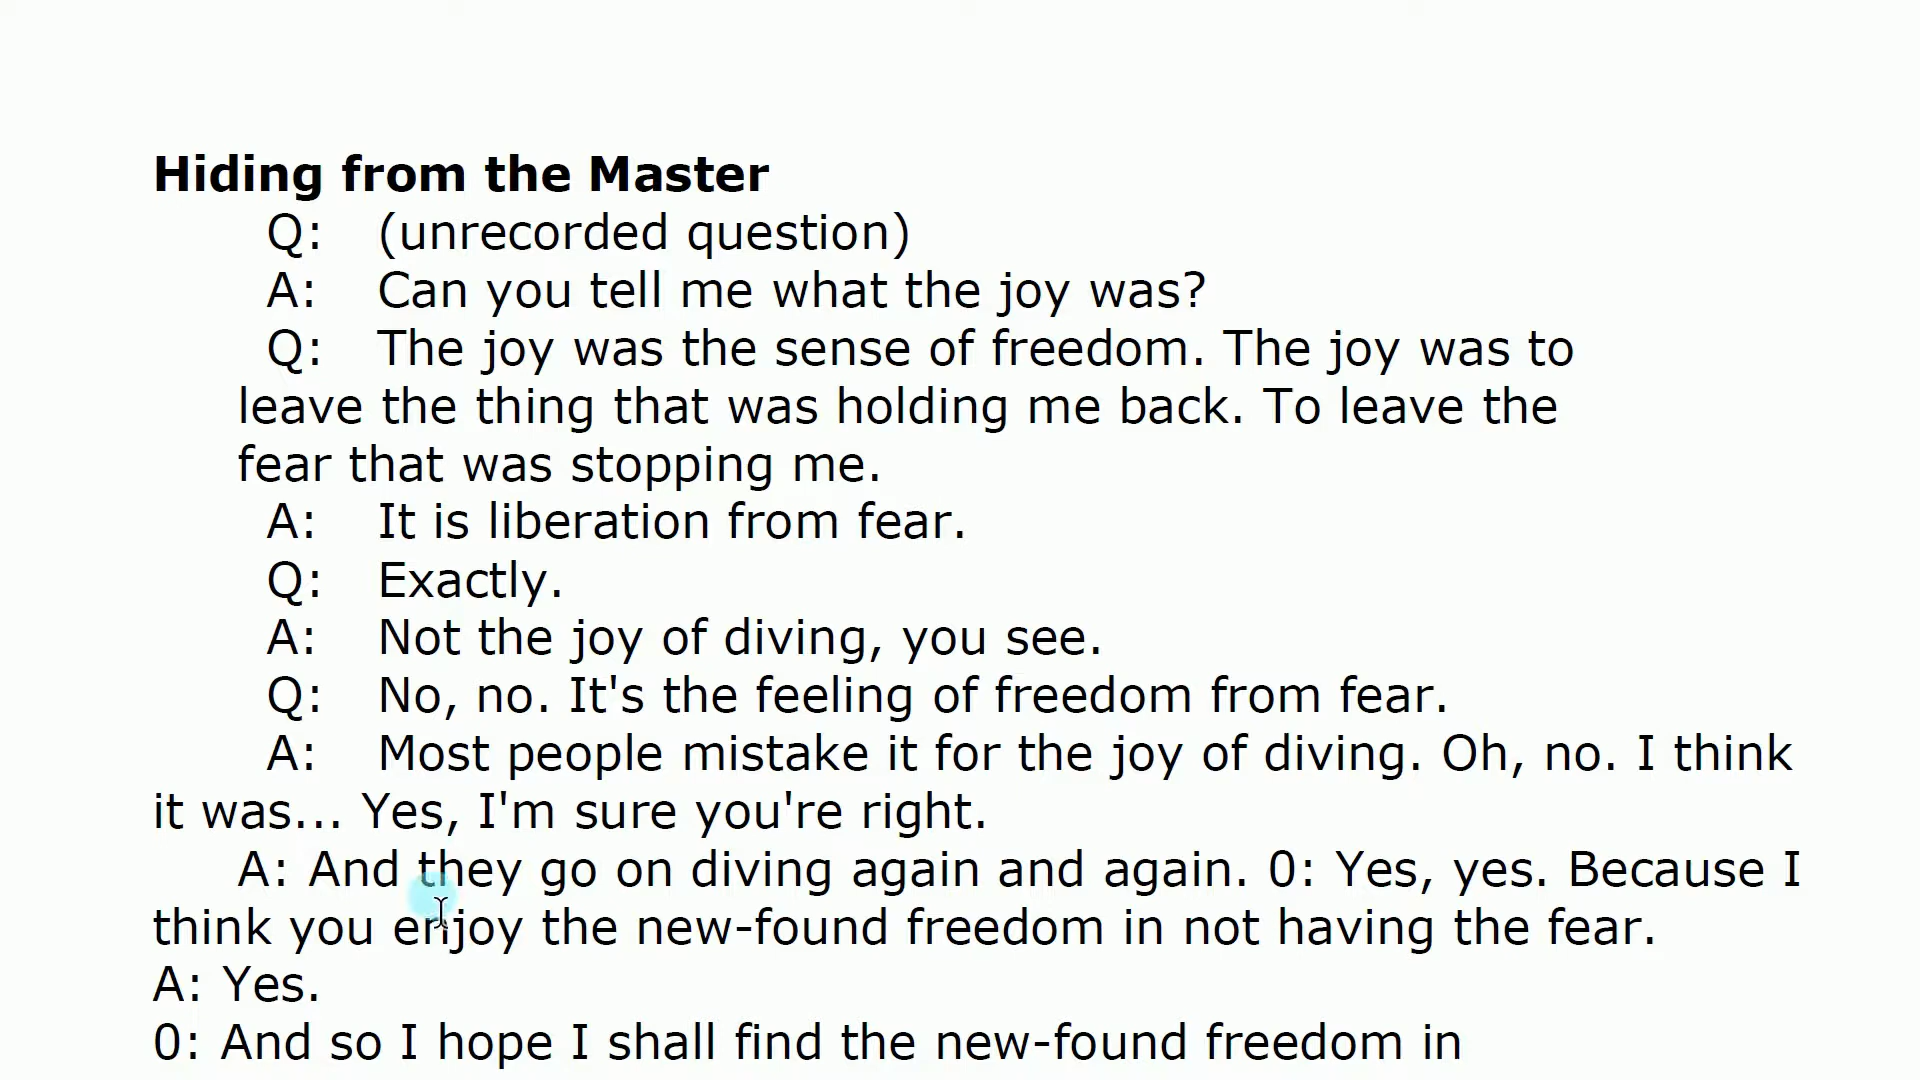 Hiding from the Master
Q: (unrecorded question)
A: Can you tell me what the joy was?
Q: The joy was the sense of freedom. The joy was to
leave the thing that was holding me back. To leave the
fear that was stopping me.
A: It is liberation from fear.
Q: Exactly.
A: Not the joy of diving, you see.
Q: No, no. It's the feeling of freedom from fear.
A: Most people mistake it for the joy of diving. Oh, no. I think
it was... Yes, I'm sure you're right.
A: And they go on diving again and again. 0: Yes, yes. Because I
think you enjoy the new-found freedom in not having the fear.
A: Yes.
0: And so I hope I shall find the new-found freedom in